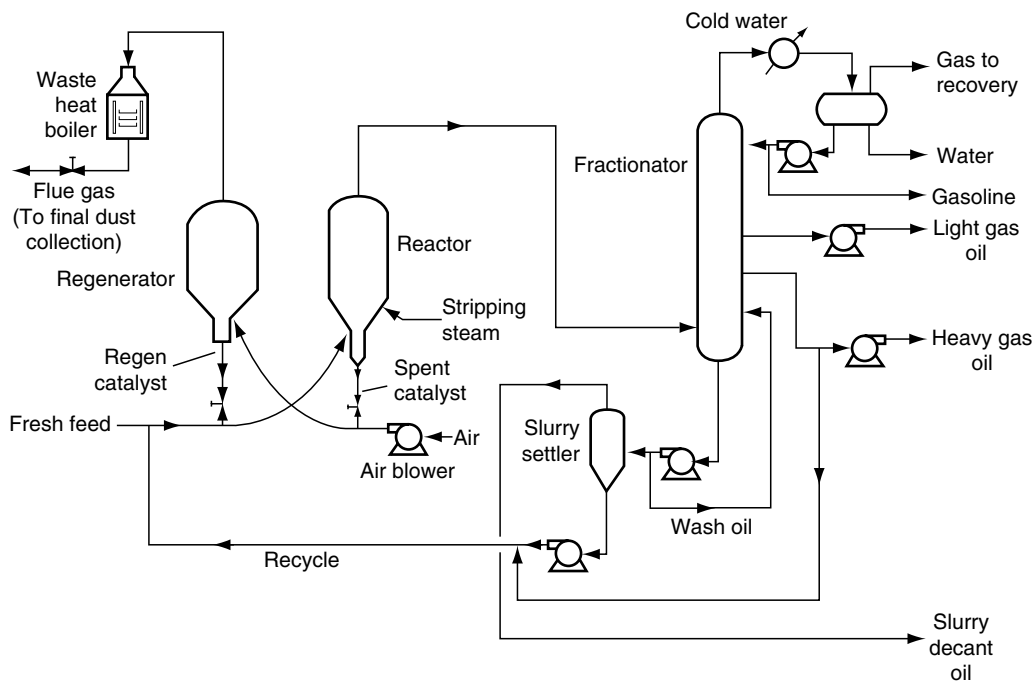 Cold water
Gas to
recovery
Waste
heat
boiler
Fractionator
Water
Flue gas
(To final dust
collection)
Gasoline
Reactor
Light gas
oil
Regenerator
Stripping
steam
Heavy gas
oil
Regen
catalyst
Spent
catalyst
Fresh feed
Air
Slurry
settler
Air blower
Wash oil
Recycle
Slurry
decant
oil